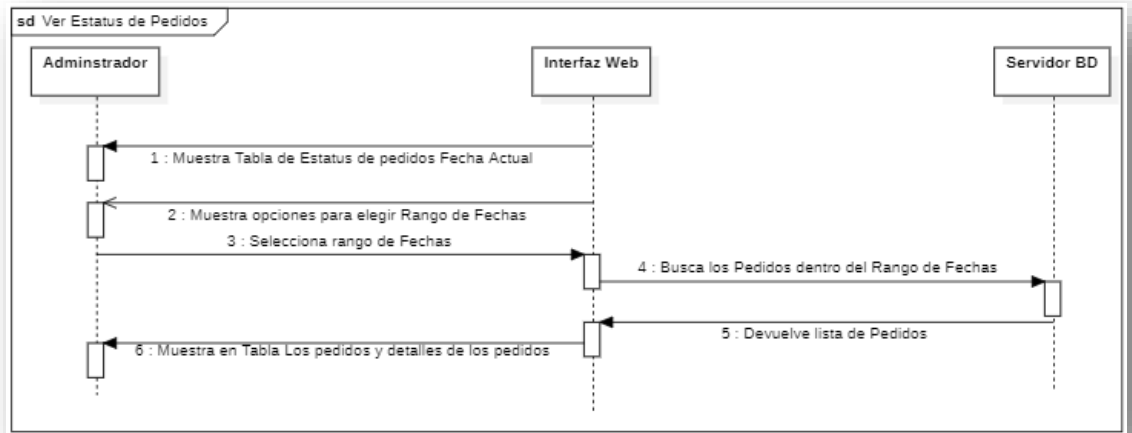 sd Ver Estatus de Pedidos
Adminstrador
Interfaz Web
Servidor BD
1 : Muestra Tabla de Estatus de pedidos Fecha Actual
2 : Muestra opciones para elegir Rango de Fechas
3 : Selecciona rango de Fechas
4 : Busca los Pedidos dentro del Rango de Fechas
5 : Devuelve lista de Pedidos
6 : Muestra en Tabla Los pedidos y detalles de los pedidos